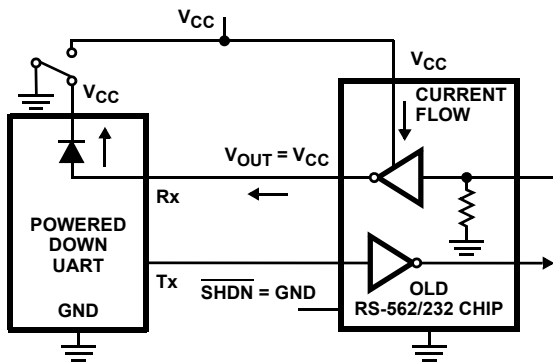 VCC
VCC
VCC
CURRENT
FLOW
VOUT = VCC
Rx
POWERED
DOWN
UART
Tx
SHDN = GND
OLD
RS-562/232 CHIP
GND